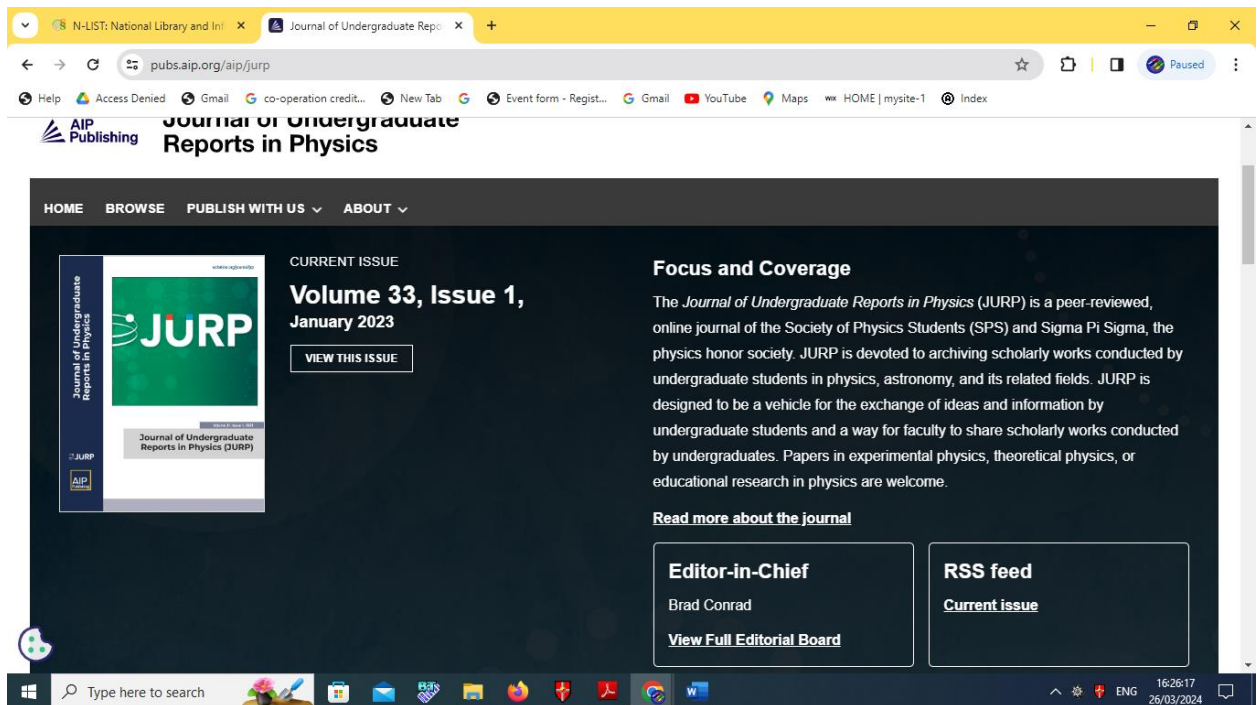 N-LIST: National Library and Inf
Journal of Undergraduate Repo
pubs.aip.org/aip/jurp
Paused
Help Access Denied Gmail co-operation credit... New Tab Event form - Regist... Gmail YouTube Maps HOME | mysite-1 Index
AIP
Publishing
Journal of Undergraduate
Reports in Physics
HOME BROWSE PUBLISH WITH US ABOUT
Journal of Undergraduate
Reports in Physics
JURP
AIP
Publishing
JURP
Journal of Undergraduate
Reports in Physics (JURP)
CURRENT ISSUE
Volume 33, Issue 1,
January 2023
VIEW THIS ISSUE
Focus and Coverage
The Journal of Undergraduate Reports in Physics (JURP) is a peer-reviewed,
online journal of the Society of Physics Students (SPS) and Sigma Pi Sigma, the
physics honor society. JURP is devoted to archiving scholarly works conducted by
undergraduate students in physics, astronomy, and its related fields. JURP is
designed to be a vehicle for the exchange of ideas and information by
undergraduate students and a way for faculty to share scholarly works conducted
by undergraduates. Papers in experimental physics, theoretical physics, or
educational research in physics are welcome.
Read more about the journal
Editor-in-Chief
Brad Conrad
View Full Editorial Board
RSS feed
Current issue
Type here to search
ENG
16:26:17
26/03/2024